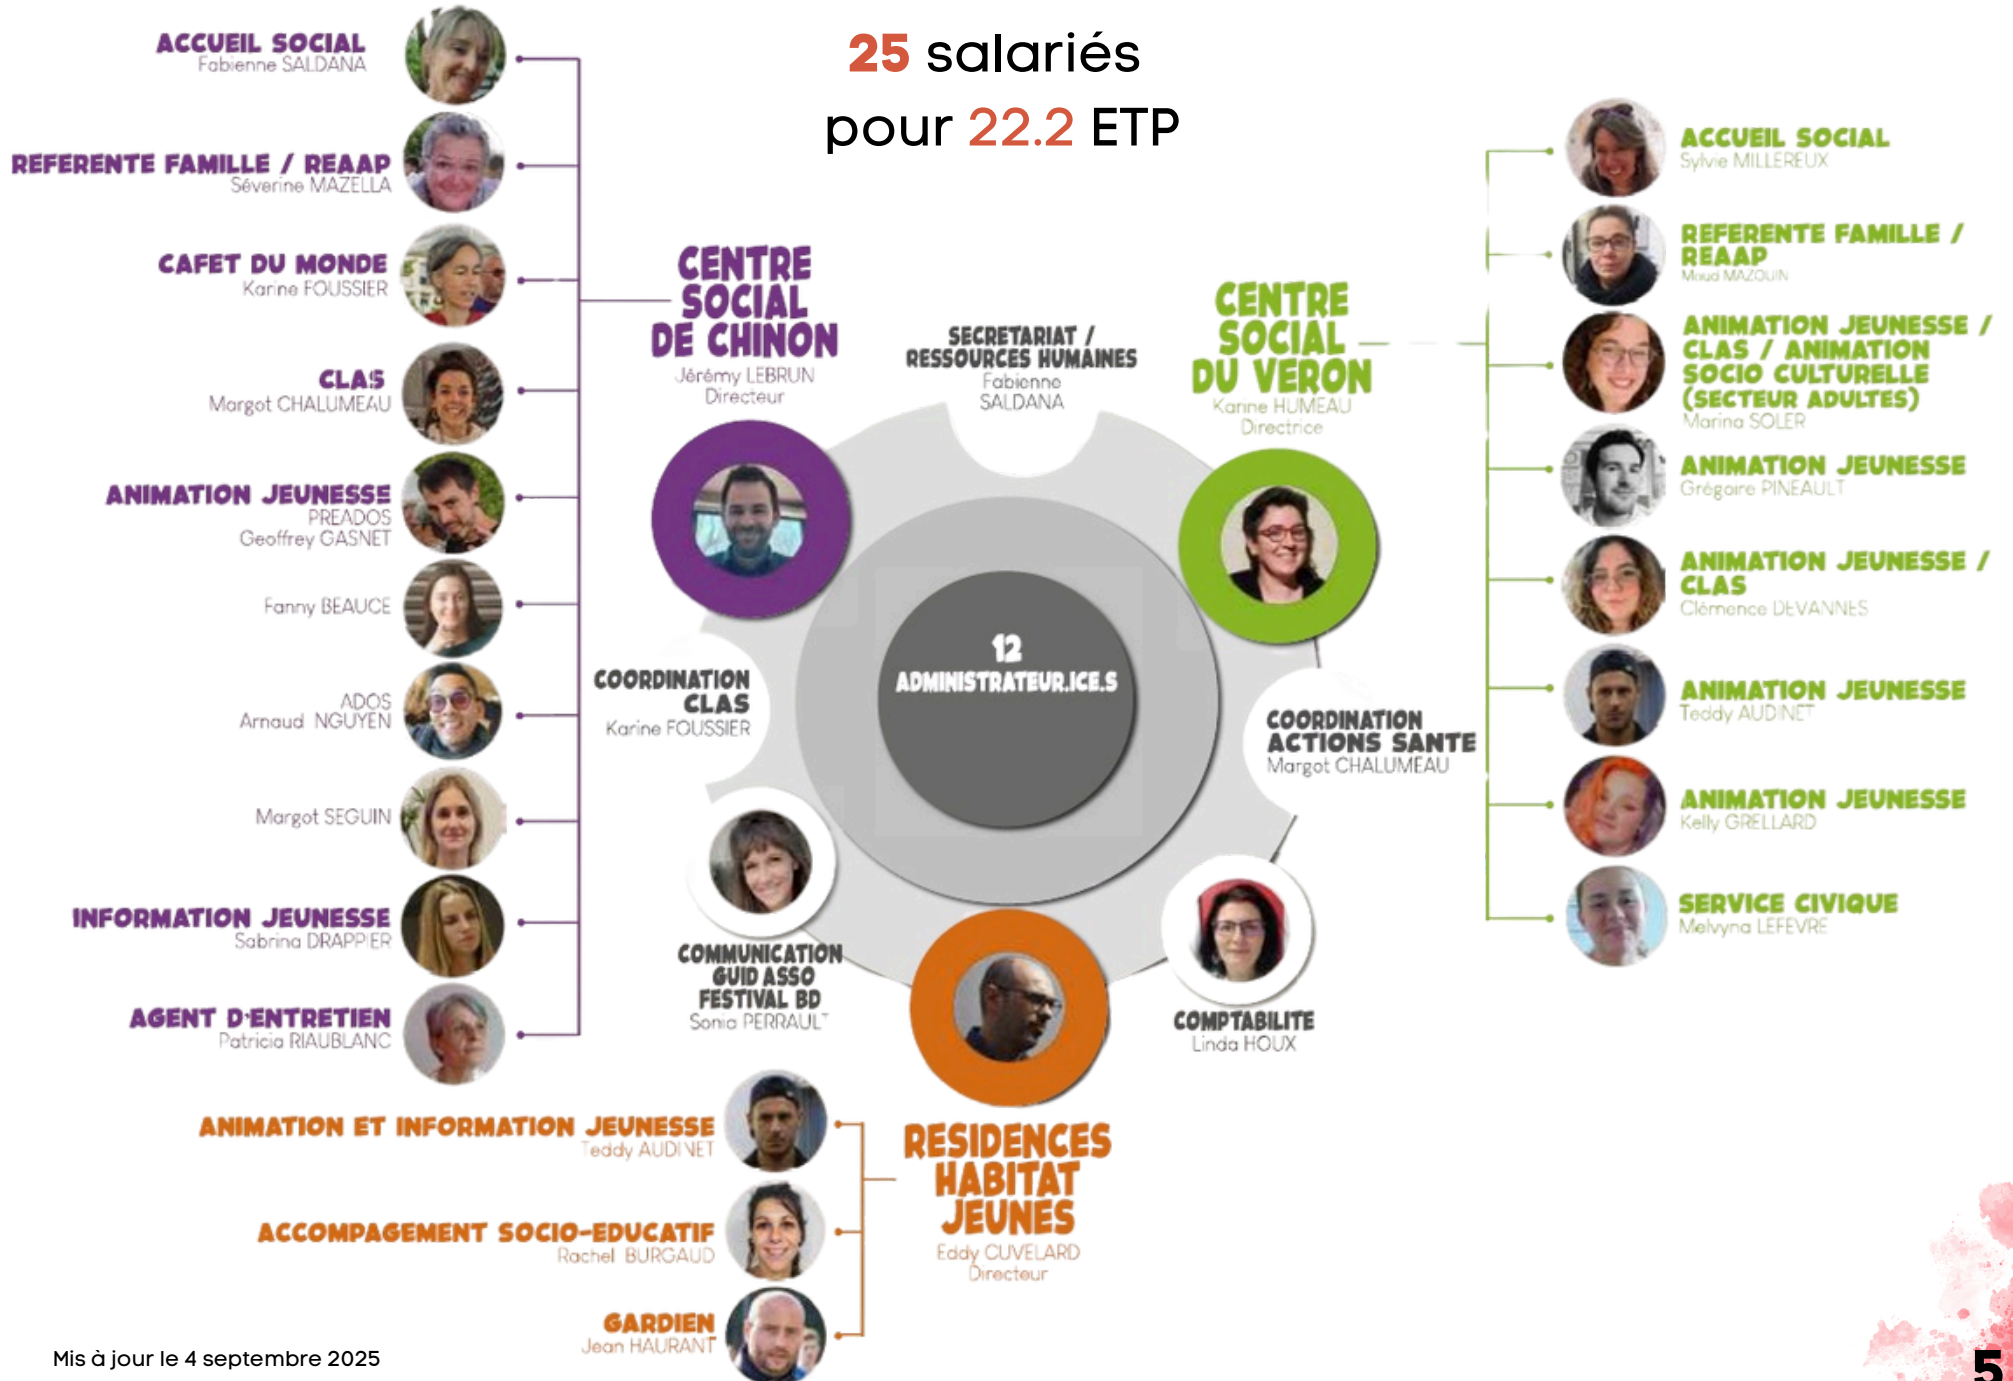 25 salariés
pour 22.2 ETP
ACCUEIL SOCIAL
Fabienne SALDANA
REFERENTE FAMILLE / REAAP
Séverine MAZELLA
CAFET DU MONDE
Karine FOUSSIER
CLAS
Margot CHALUMEAU
ANIMATION JEUNESSE
PREADOS
Geoffrey GASNET
Fanny BEAUCE
ADOS
Arnaud NGUYEN
Margot SEGUIN
INFORMATION JEUNESSE
Sabrina DRAPPIER
AGENT D'ENTRETIEN
Patricia RIAUBLANC
CENTRE
SOCIAL
DE CHINON
Jérémy LEBRUN
Directeur
SECRETARIAT /
RESSOURCES HUMAINES
Fabienne
SALDANA
CENTRE
SOCIAL
DU VERON
Karine HUMEAU
Directrice
12
ADMINISTRATEUR.ICE.S
COORDINATION
CLAS
Karine FOUSSIER
COORDINATION
ACTIONS SANTE
Margot CHALUMEAU
COMMUNICATION
GUID ASSO
FESTIVAL BD
Sonia PERRAULT
COMPTABILITE
Linda HOUX
ACCUEIL SOCIAL
Sylvie MILLEREUX
REFERENTE FAMILLE /
REAAP
Maud MAZOUIN
ANIMATION JEUNESSE /
CLAS / ANIMATION
SOCIO CULTURELLE
(SECTEUR ADULTES)
Marina SOLER
ANIMATION JEUNESSE
Grégoire PINEAULT
ANIMATION JEUNESSE /
CLAS
Clémence DEVANNES
ANIMATION JEUNESSE
Teddy AUDINET
ANIMATION JEUNESSE
Kelly GRELLARD
SERVICE CIVIQUE
Melvyna LEFEVRE
ANIMATION ET INFORMATION JEUNESSE
Teddy AUDINET
ACCOMPAGEMENT SOCIO-EDUCATIF
Rachel BURGAUD
GARDIEN
Jean HAURANT
RESIDENCES
HABITAT
JEUNES
Eddy CUVELARD
Directeur
Mis à jour le 4 septembre 2025
5